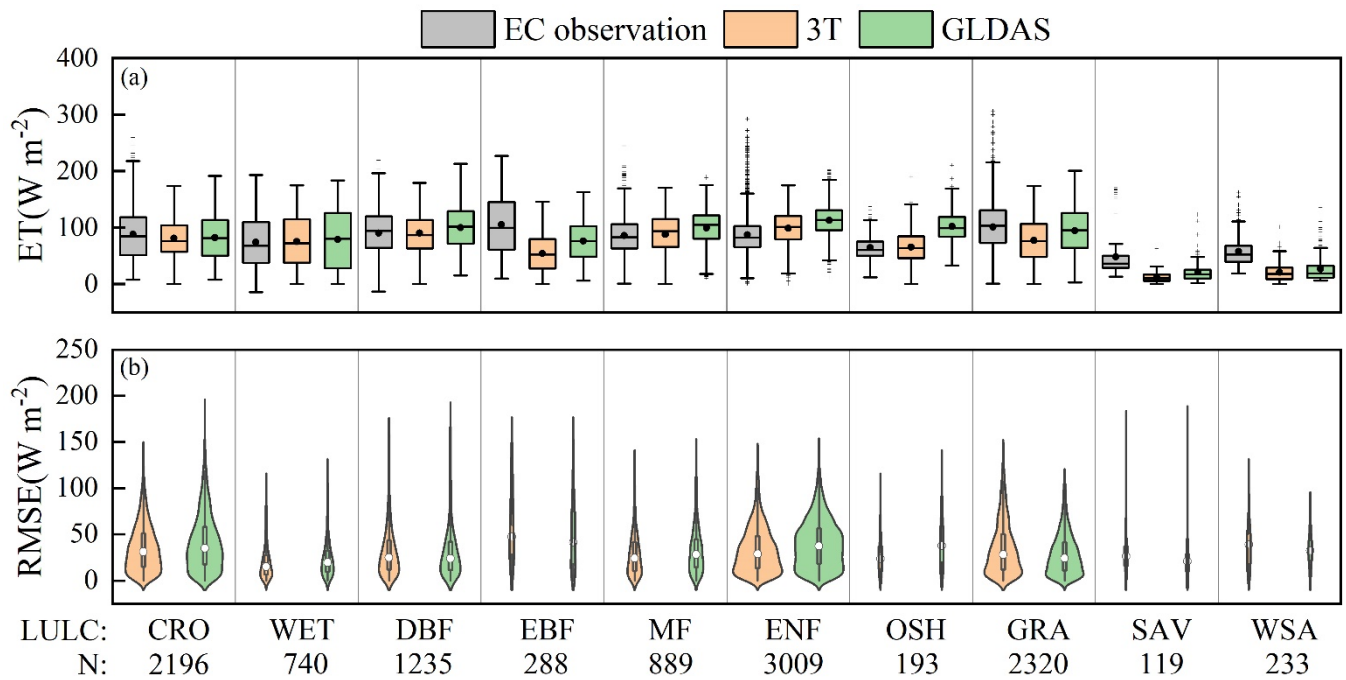 EC observation 3T GLDAS
(a)
400
300
200
100
0
ET(W m⁻²)
(b)
250
200
150
100
50
0
RMSE(W m⁻²)
LULC: CRO WET DBF EBF MF ENF OSH GRA SAV WSA
N: 2196 740 1235 288 889 3009 193 2320 119 233